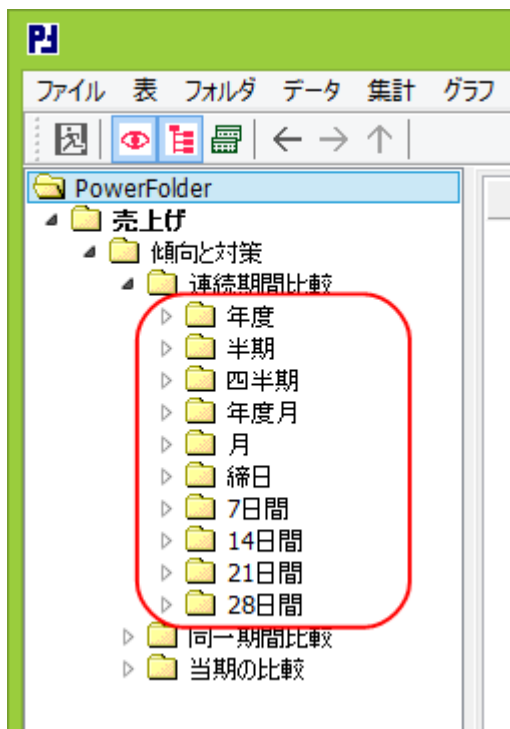 PJ
ファイル 表 フォルダ データ 集計 グラフ
PowerFolder
売上げ
傾向と対策
連続期間比較
年度
半期
四半期
年度月
月
締日
7日間
14日間
21日間
28日間
同一期間比較
当期の比較